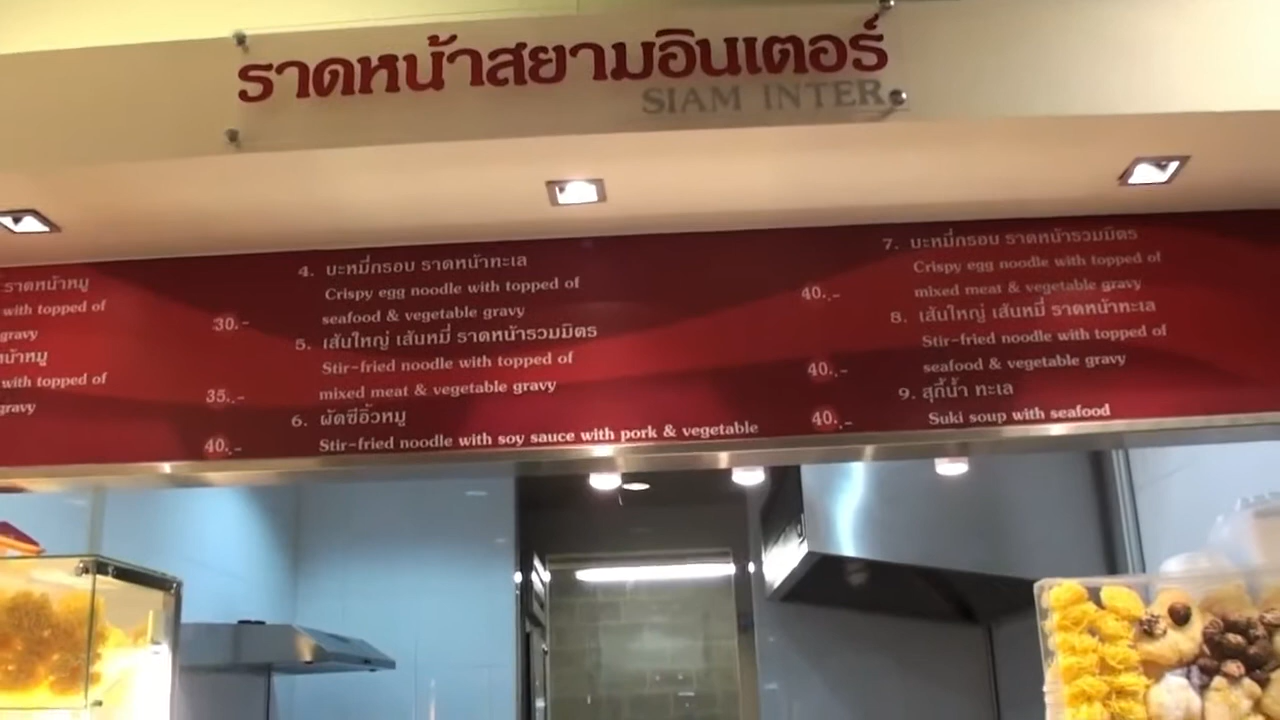 ราดหน้าสยามอินเตอร์
SIAM INTER
ราดหน้าหมู
with topped of
gravy
30.-
หน้าหมู
with topped of
gravy
35.-
40.-
4. บะหมี่กรอบ ราดหน้าทะเล
Crispy egg noodle with topped of
seafood & vegetable gravy
40.-
5. เส้นใหญ่ เส้นหมี่ ราดหน้ารวมมิตร
Stir-fried noodle with topped of
mixed meat & vegetable gravy
40.-
6. ผัดซีอิ้วหมู
Stir-fried noodle with soy sauce with pork & vegetable
40.-
7. บะหมี่กรอบ ราดหน้ารวมมิตร
Crispy egg noodle with topped of
mixed meat & vegetable gravy
8. เส้นใหญ่ เส้นหมี่ ราดหน้าทะเล
Stir-fried noodle with topped of
seafood & vegetable gravy
9. สุกี้น้ำ ทะเล
Suki soup with seafood